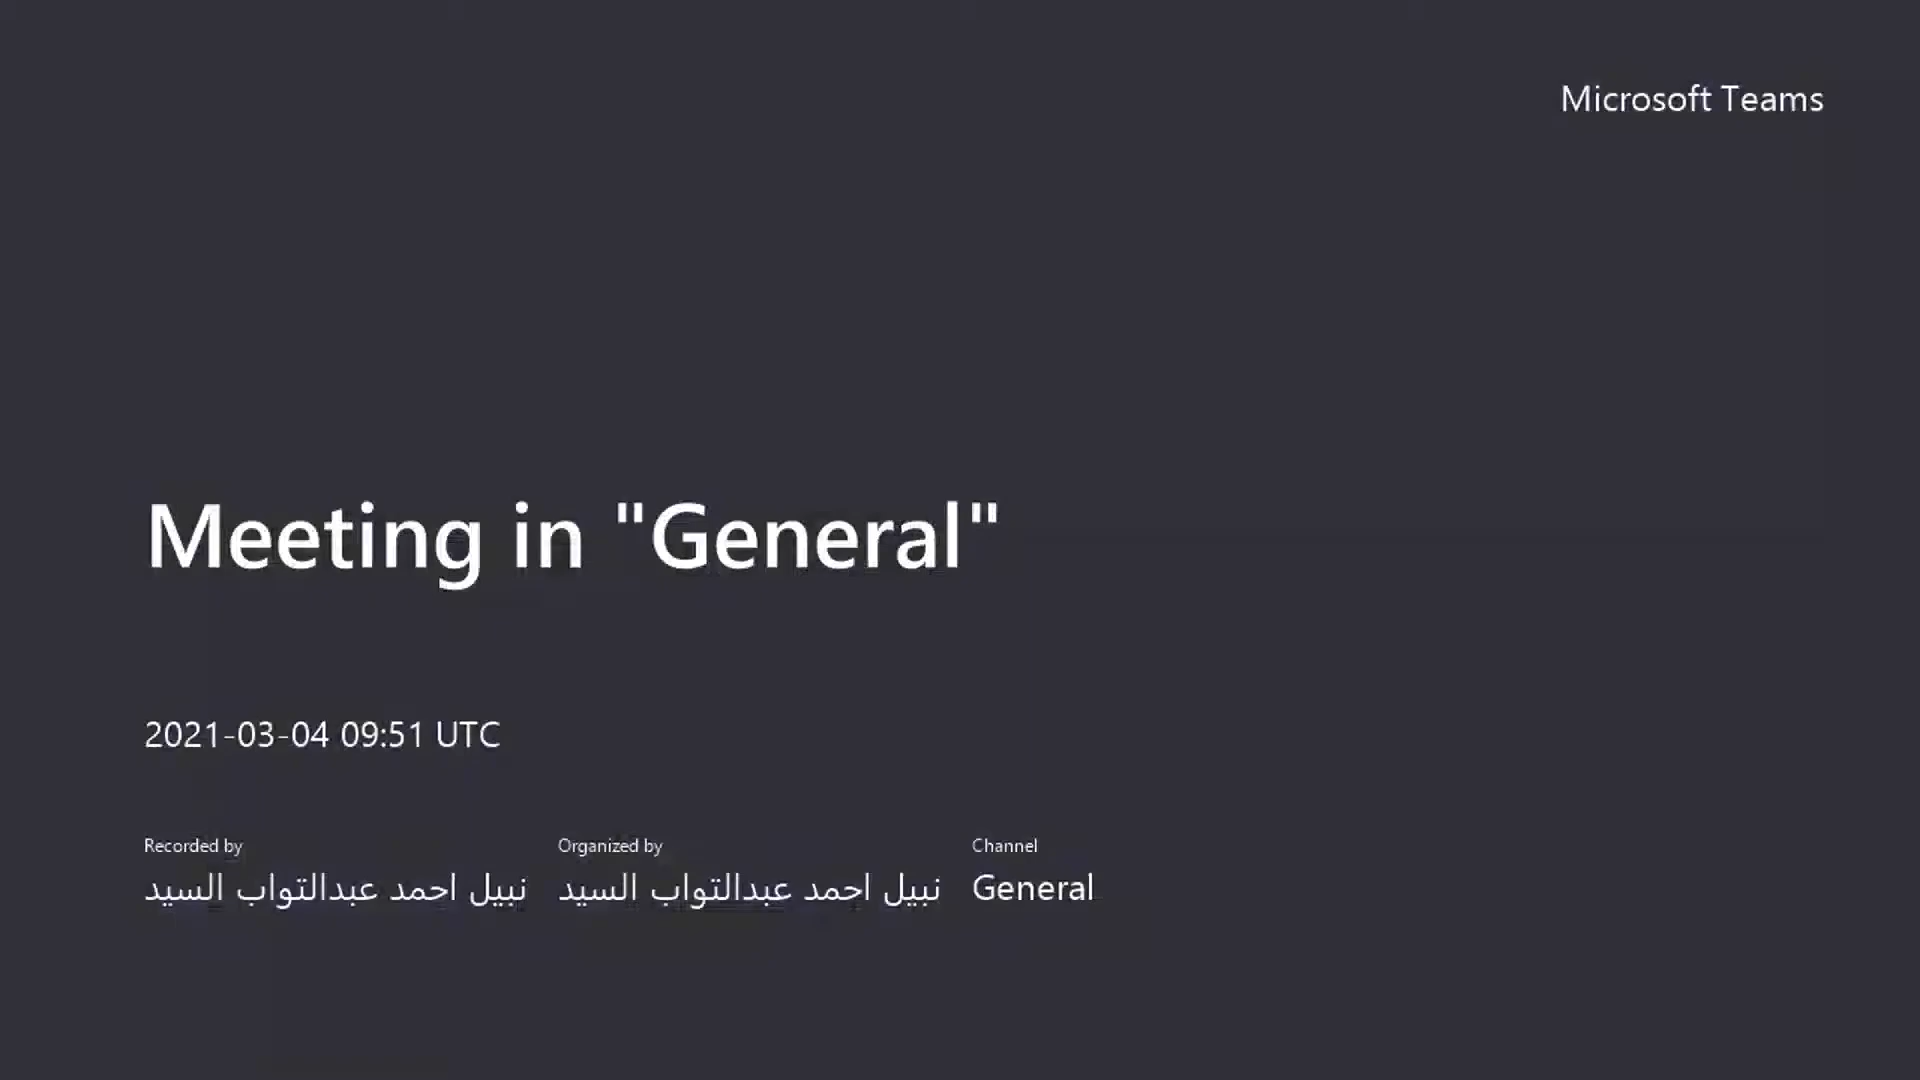 Microsoft Teams
Meeting in "General"
2021-03-04 09:51 UTC
Recorded by
نبيل احمد عبدالتواب السيد
Organized by
نبيل احمد عبدالتواب السيد
Channel
General